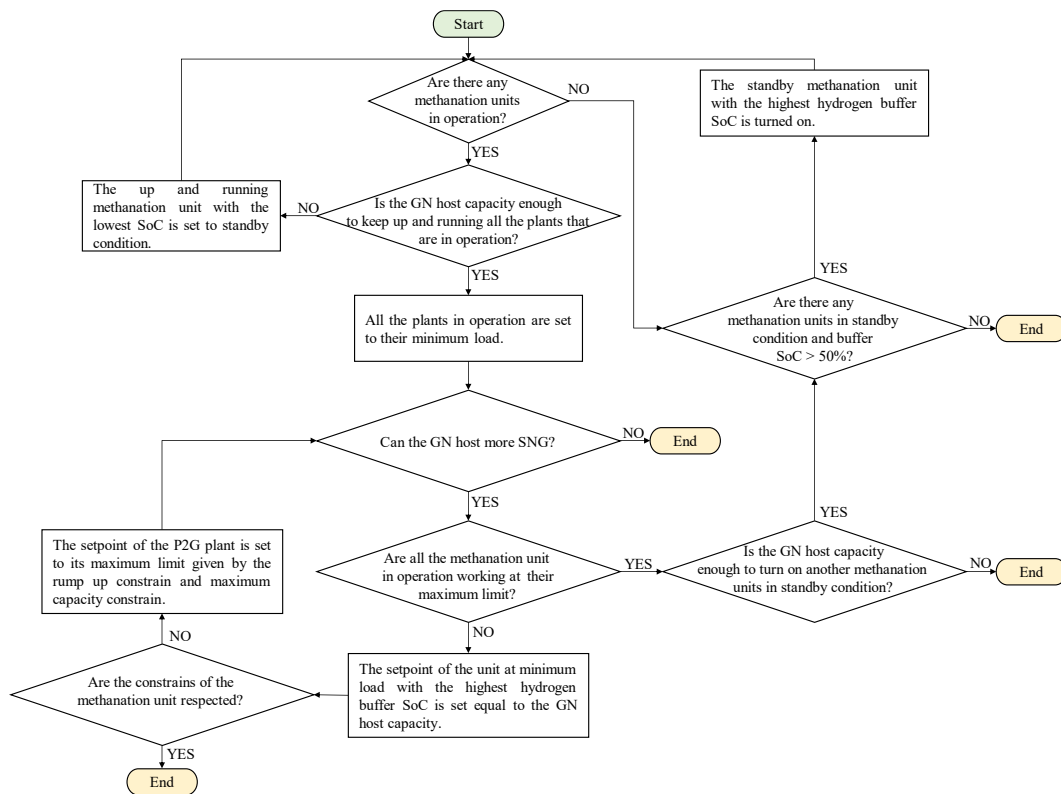 Start
Are there any
methanation units
in operation?
NO
YES
The standby methanation unit
with the highest hydrogen buffer
SoC is turned on.
The up and running
methanation unit with the
lowest SoC is set to standby
condition.
NO
Is the GN host capacity enough
to keep up and running all the plants that
are in operation?
YES
YES
All the plants in operation are set
to their minimum load.
Are there any
methanation units in standby
condition and buffer
SoC > 50%?
NO
End
Can the GN host more SNG?
NO
End
YES
YES
The setpoint of the P2G plant is set
to its maximum limit given by the
rump up constrain and maximum
capacity constrain.
Are all the methanation unit
in operation working at their
maximum limit?
YES
Is the GN host capacity
enough to turn on another methanation
units in standby condition?
NO
End
NO
NO
The setpoint of the unit at minimum
load with the highest hydrogen
buffer SoC is set equal to the GN
host capacity.
Are the constrains of the
methanation unit respected?
YES
End